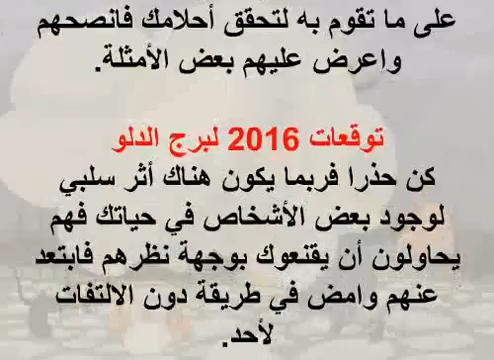 على ما تقوم به لتحقق أحلامك فانصحهم
واعرض عليهم بعض الأمثلة.
توقعات 2016 لبرج الدلو
كن حذرا فربما يكون هناك أثر سلبي
لوجود بعض الأشخاص في حياتك فهم
يحاولون أن يقتعوك بوجهة نظرهم فابتعد
عنهم وامض في طريقة دون الالتفات
لأحد.